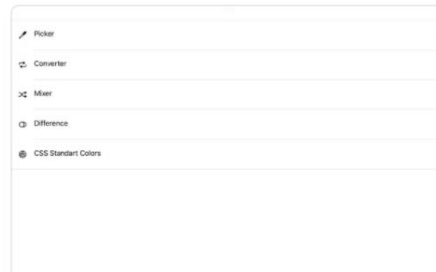 Picker
Converter
Mixer
Difference
CSS Standart Colors